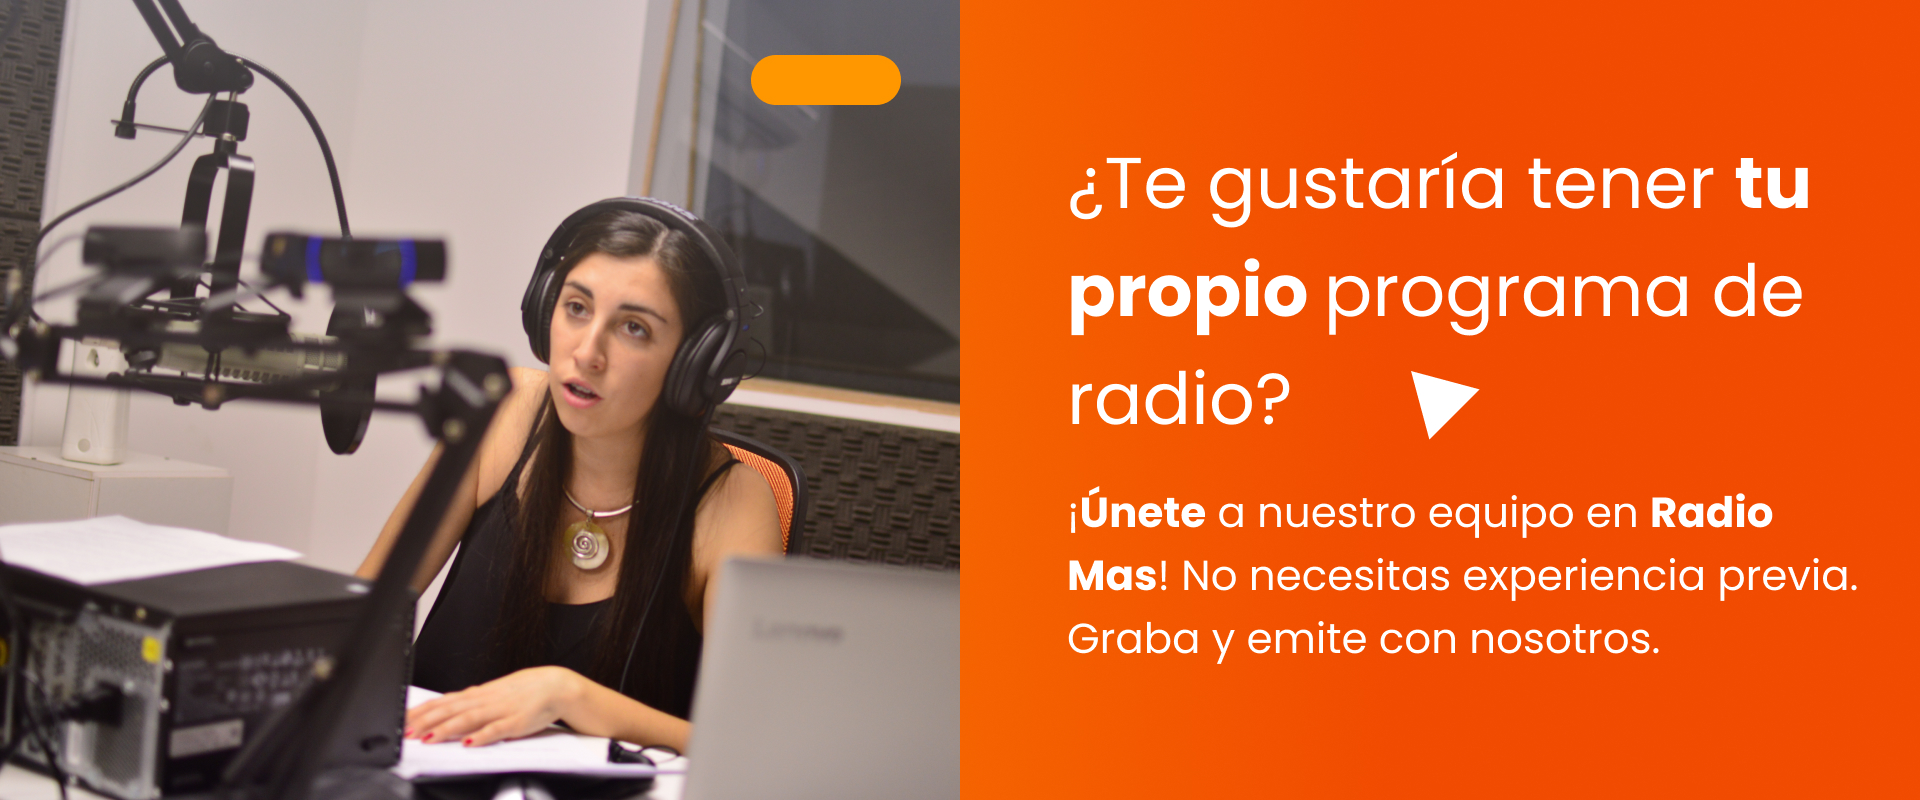 ¿Te gustaría tener tu
propio programa de
radio?
¡Únete a nuestro equipo en Radio
Mas! No necesitas experiencia previa.
Graba y emite con nosotros.
Lenovo